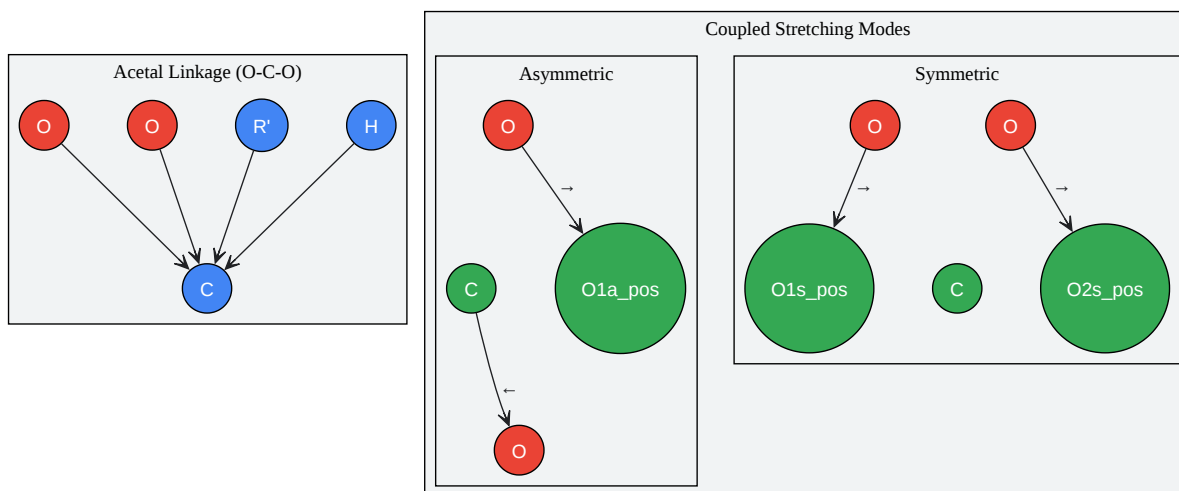 Coupled Stretching Modes
Acetal Linkage (O-C-O)
O O R' H
C
Asymmetric
O
→
C O1a_pos
←
O
Symmetric
O O
→ →
O1s_pos C O2s_pos